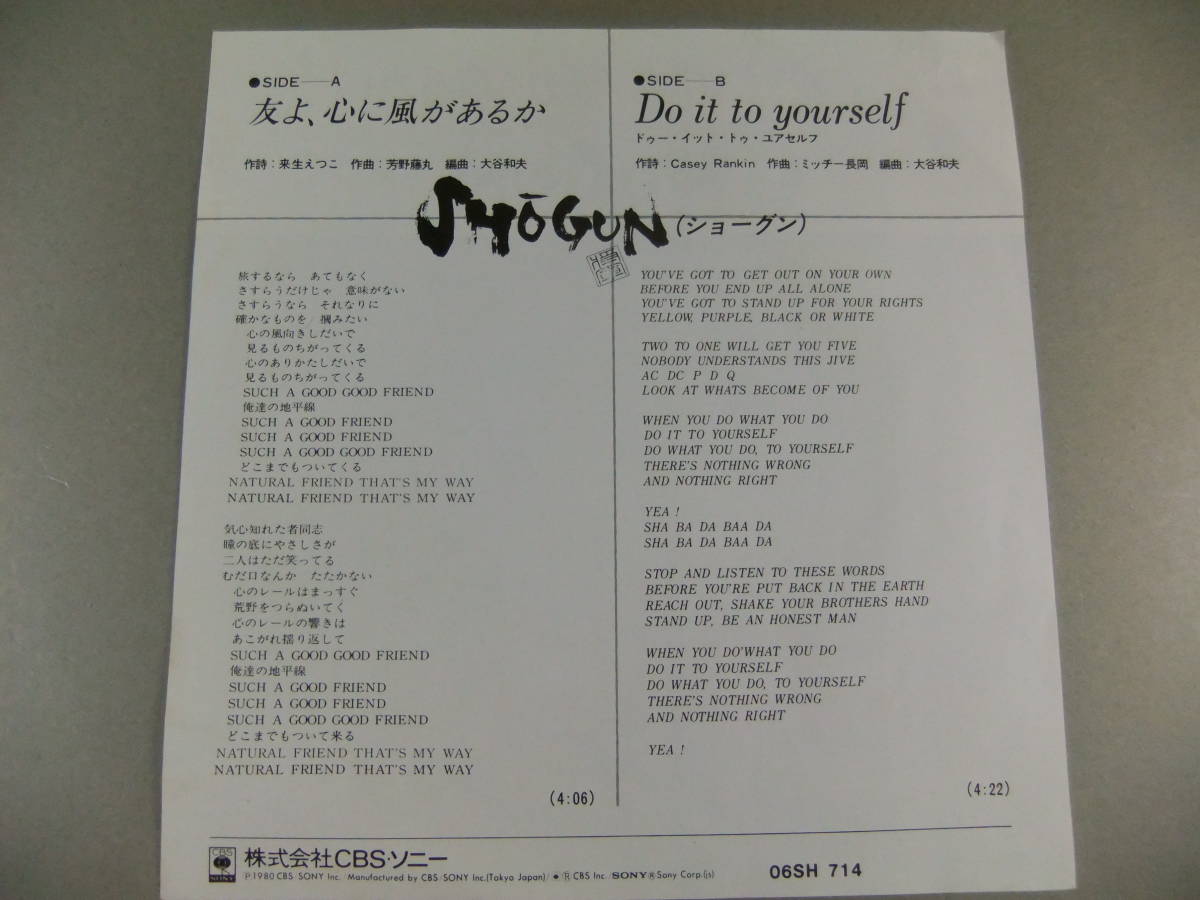 ●SIDE—A
友よ、心に風があるか
作詩：来生えつこ 作曲：芳野藤丸 編曲：大谷和夫
●SIDE—B
Do it to yourself
ドゥー・イット・トゥ・ユアセルフ
作詩：Casey Rankin 作曲：ミッチー長岡 編曲：大谷和夫
SHŌGUN(ショーグン)
旅するなら あてもなく
さすらうだけじゃ 意味がない
さすらうなら それなりに
確かなものを 摑みたい
心の風向きしだいで
見るものちがってくる
心のありかたしだいで
見るものちがってくる
SUCH A GOOD GOOD FRIEND
俺達の地平線
SUCH A GOOD FRIEND
SUCH A GOOD FRIEND
SUCH A GOOD GOOD FRIEND
どこまでもついてくる
NATURAL FRIEND THAT'S MY WAY
NATURAL FRIEND THAT'S MY WAY
気心知れた者同志
瞳の底にやさしさが
二人はただ笑ってる
むだ口なんか たたかない
心のレールはまっすぐ
荒野をつらぬいてく
心のレールの響きは
あこがれ揺り返して
SUCH A GOOD GOOD FRIEND
俺達の地平線
SUCH A GOOD FRIEND
SUCH A GOOD FRIEND
SUCH A GOOD GOOD FRIEND
どこまでもついて来る
NATURAL FRIEND THAT'S MY WAY
NATURAL FRIEND THAT'S MY WAY
(4:06)
YOU'VE GOT TO GET OUT ON YOUR OWN
BEFORE YOU END UP ALL ALONE
YOU'VE GOT TO STAND UP FOR YOUR RIGHTS
YELLOW, PURPLE, BLACK OR WHITE
TWO TO ONE WILL GET YOU FIVE
NOBODY UNDERSTANDS THIS JIVE
AC DC P D Q
LOOK AT WHATS BECOME OF YOU
WHEN YOU DO WHAT YOU DO
DO IT TO YOURSELF
DO WHAT YOU DO, TO YOURSELF
THERE'S NOTHING WRONG
AND NOTHING RIGHT
YEA !
SHA BA DA BAA DA
SHA BA DA BAA DA
STOP AND LISTEN TO THESE WORDS
BEFORE YOU'RE PUT BACK IN THE EARTH
REACH OUT, SHAKE YOUR BROTHERS HAND
STAND UP, BE AN HONEST MAN
WHEN YOU DO'WHAT YOU DO
DO IT TO YOURSELF
DO WHAT YOU DO, TO YOURSELF
THERE'S NOTHING WRONG
AND NOTHING RIGHT
YEA !
(4:22)
CBS
SONY
株式会社CBS・ソニー
Ⓟ1980 CBS/SONY Inc./Manufactured by CBS/SONY Inc.(Tokyo Japan)/●Ⓡ CBS Inc./SONY Ⓡ Sony Corp.(js)
06SH 714